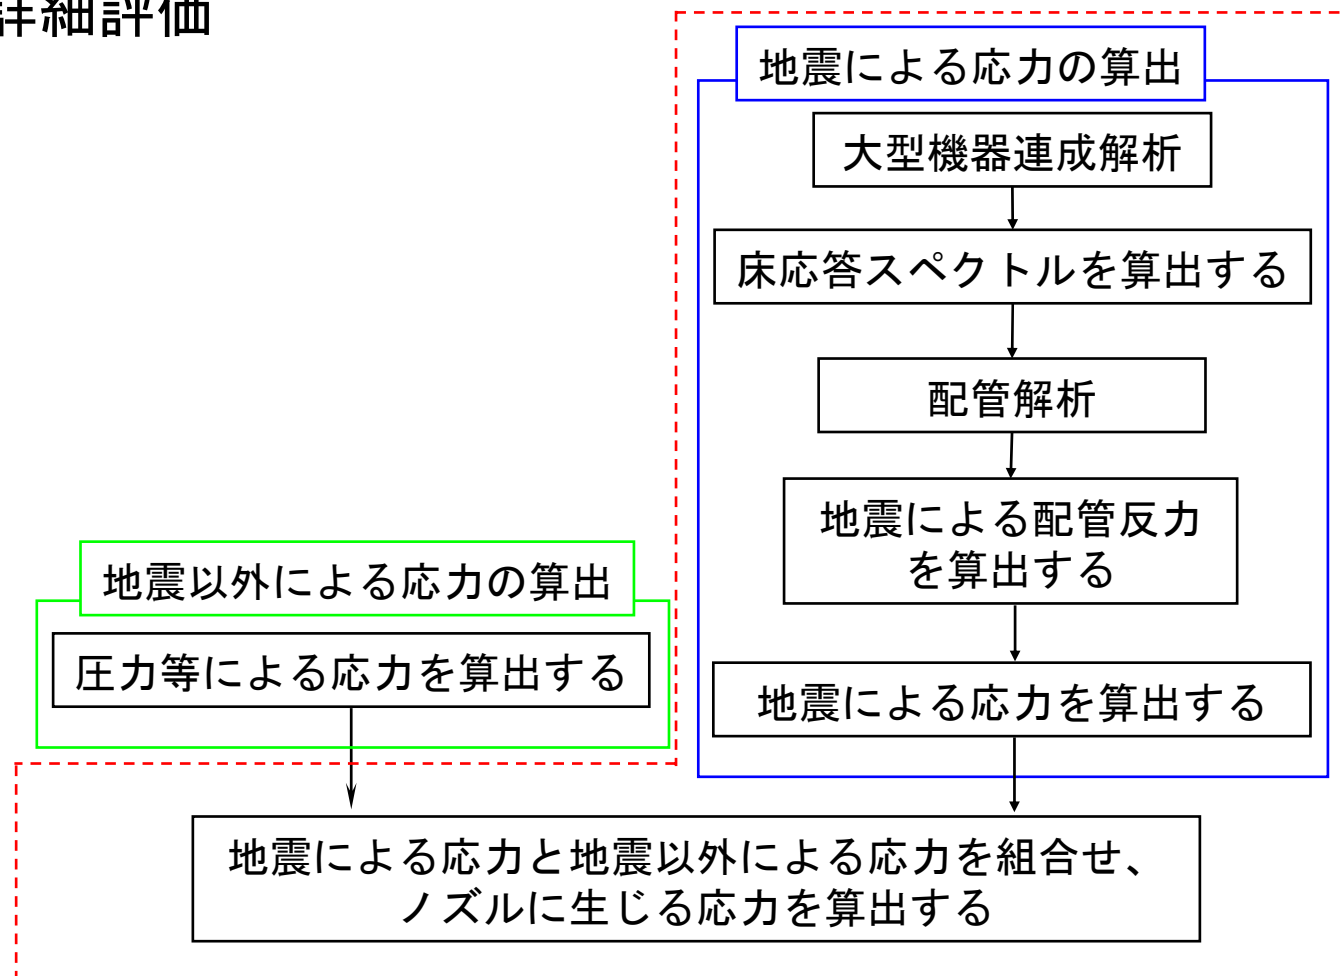 詳細評価
地震による応力の算出
大型機器連成解析
床応答スペクトルを算出する
配管解析
地震による配管反力
を算出する
地震による応力を算出する
地震以外による応力の算出
圧力等による応力を算出する
地震による応力と地震以外による応力を組合せ、
ノズルに生じる応力を算出する